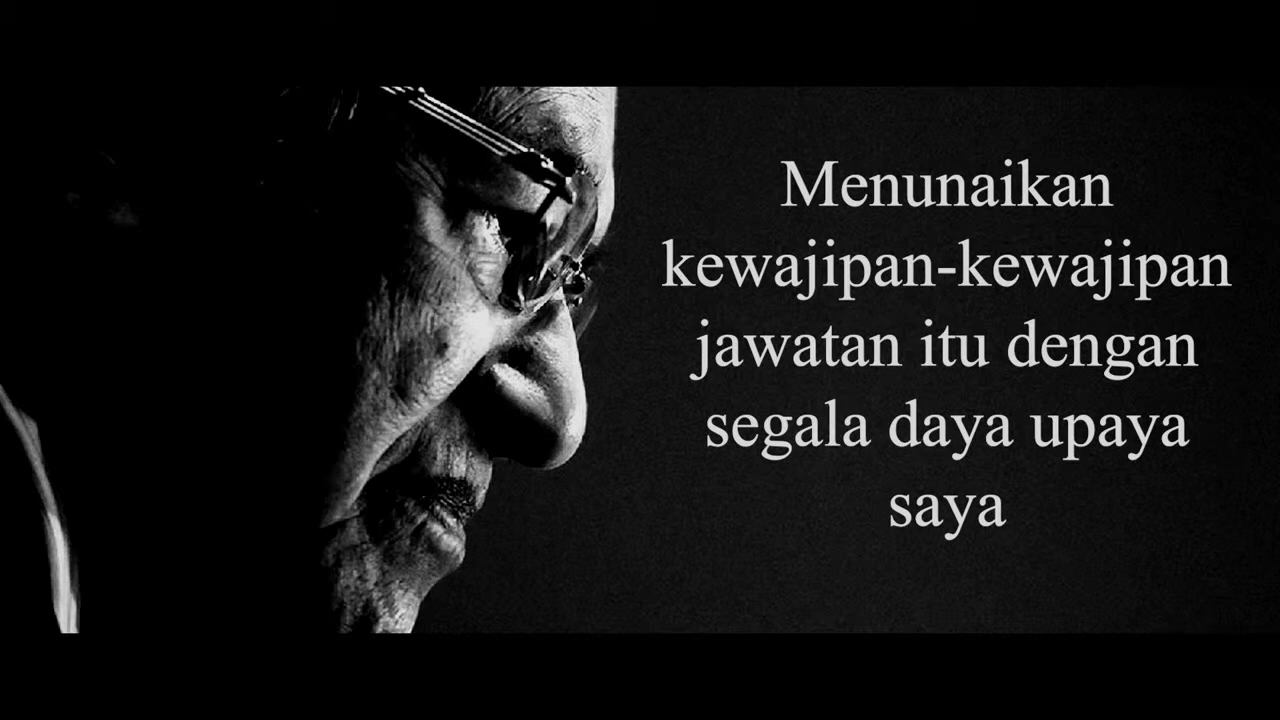 Menunaikan
kewajipan-kewajipan
jawatan itu dengan
segala daya upaya
saya